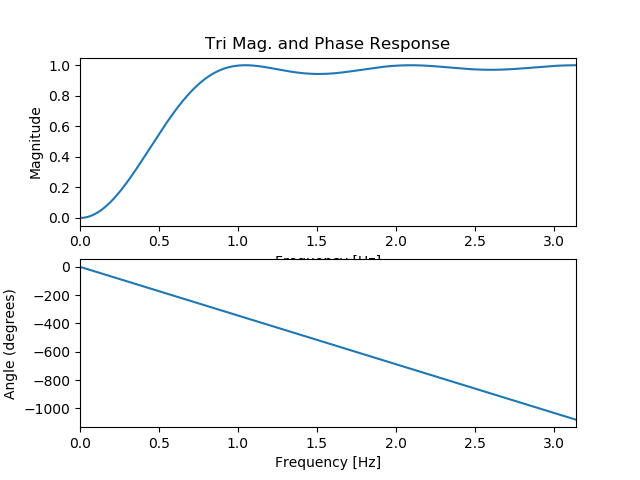 Tri Mag. and Phase Response
1.0
0.8
0.6
0.4
0.2
0.0
Magnitude
0.0 0.5 1.0 1.5 2.0 2.5 3.0
Frequency [Hz]
0
−200
−400
−600
−800
−1000
Angle (degrees)
0.0 0.5 1.0 1.5 2.0 2.5 3.0
Frequency [Hz]